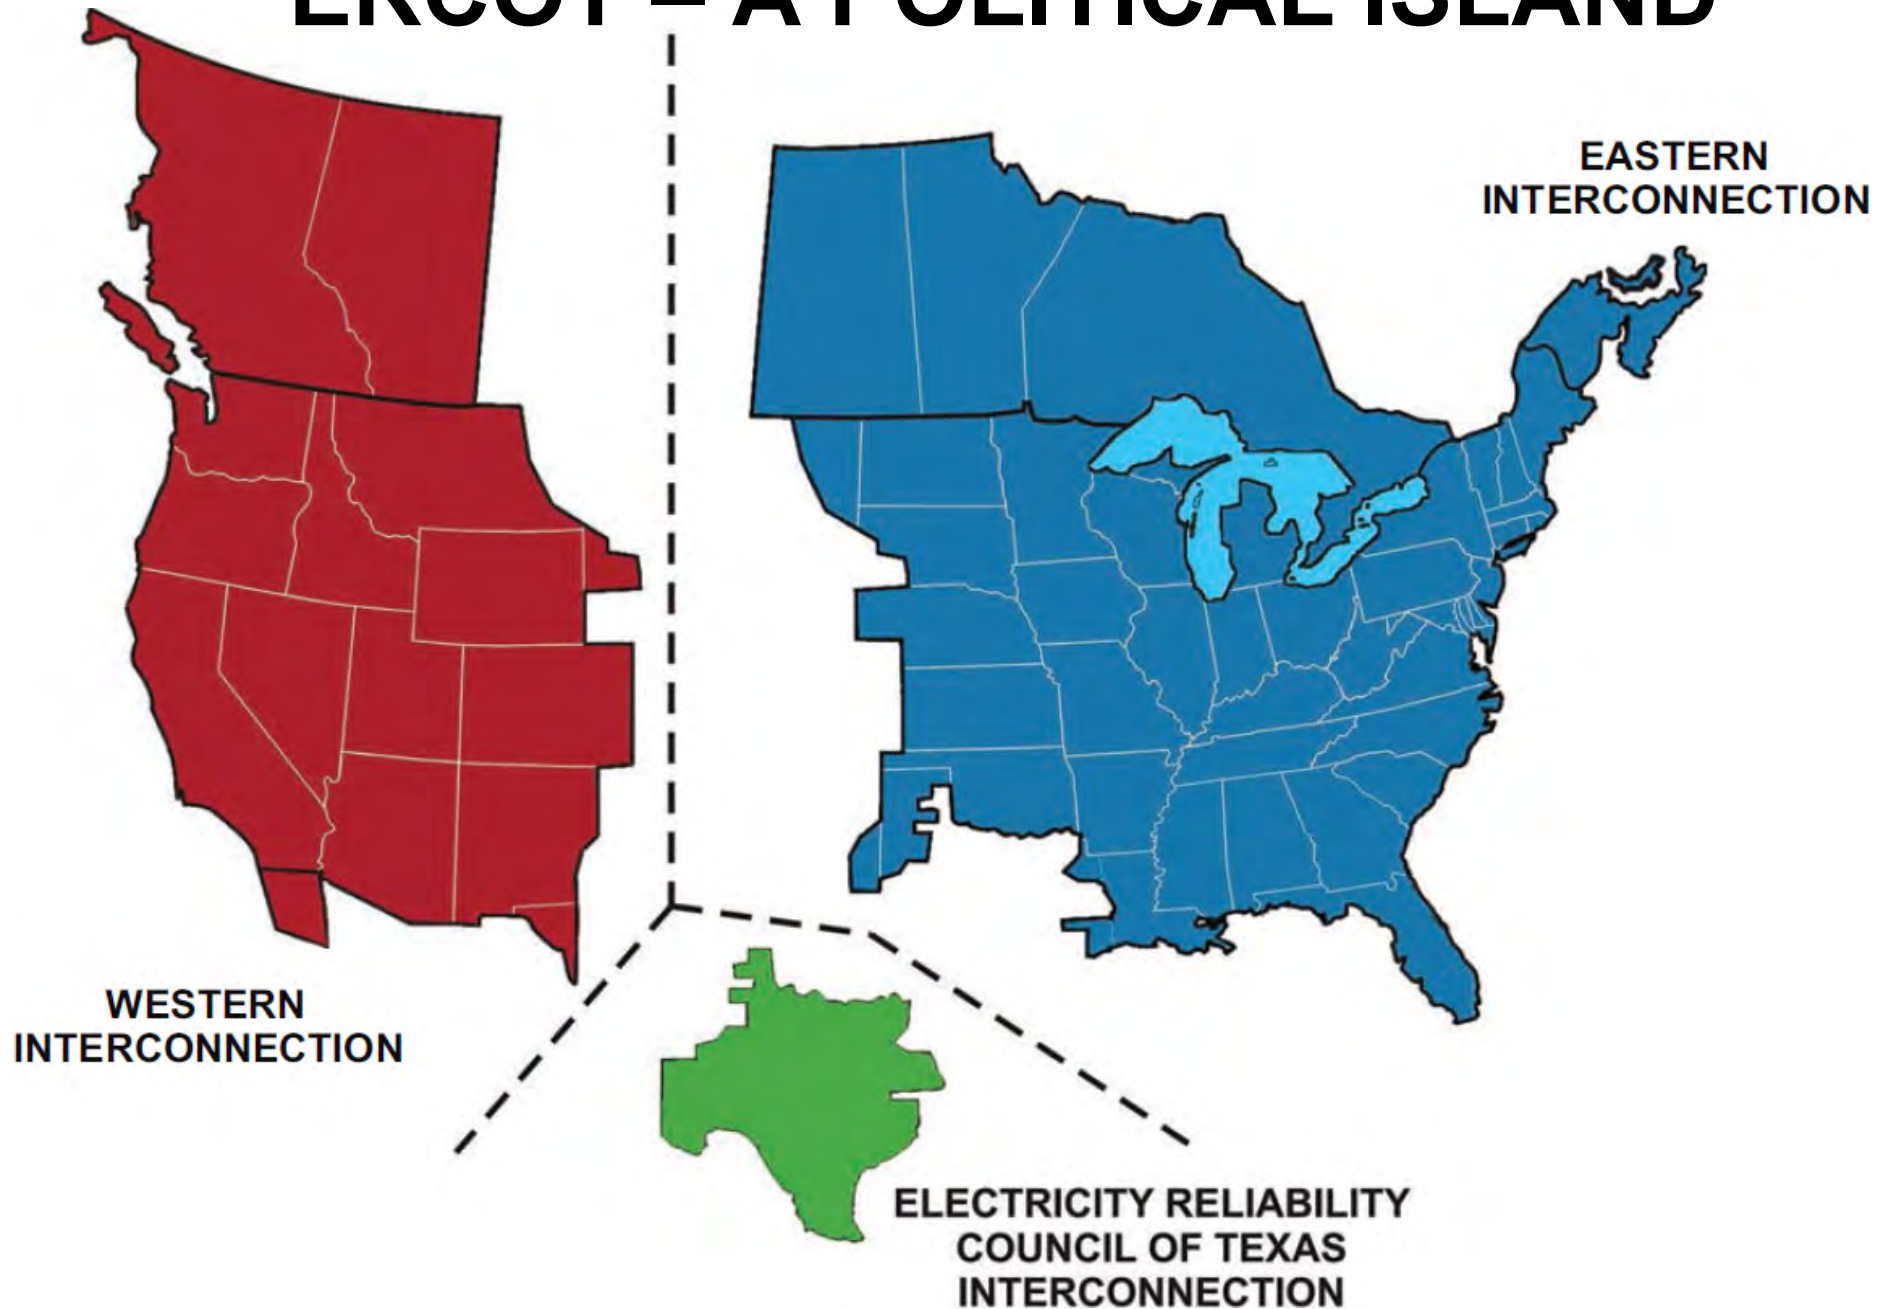 ERCOT – A POLITICAL ISLAND
EASTERN
INTERCONNECTION
WESTERN
INTERCONNECTION
ELECTRICITY RELIABILITY
COUNCIL OF TEXAS
INTERCONNECTION